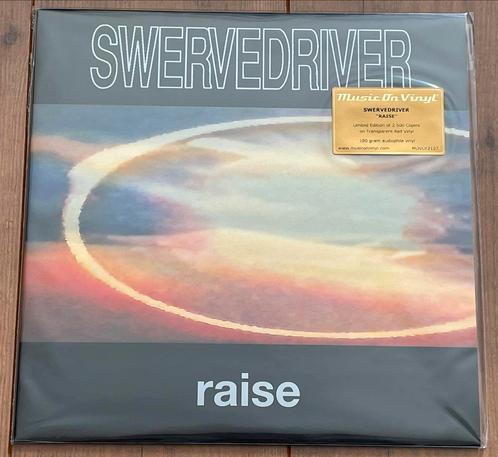 SWERVEDRIVER
Music On Vinyl
SWERVEDRIVER
"RAISE"
Limited Edition of 2.500 Copies
on Transparent Red Vinyl
180 gram audiophile vinyl
www.musiconvinyl.com MOVLP2127
raise